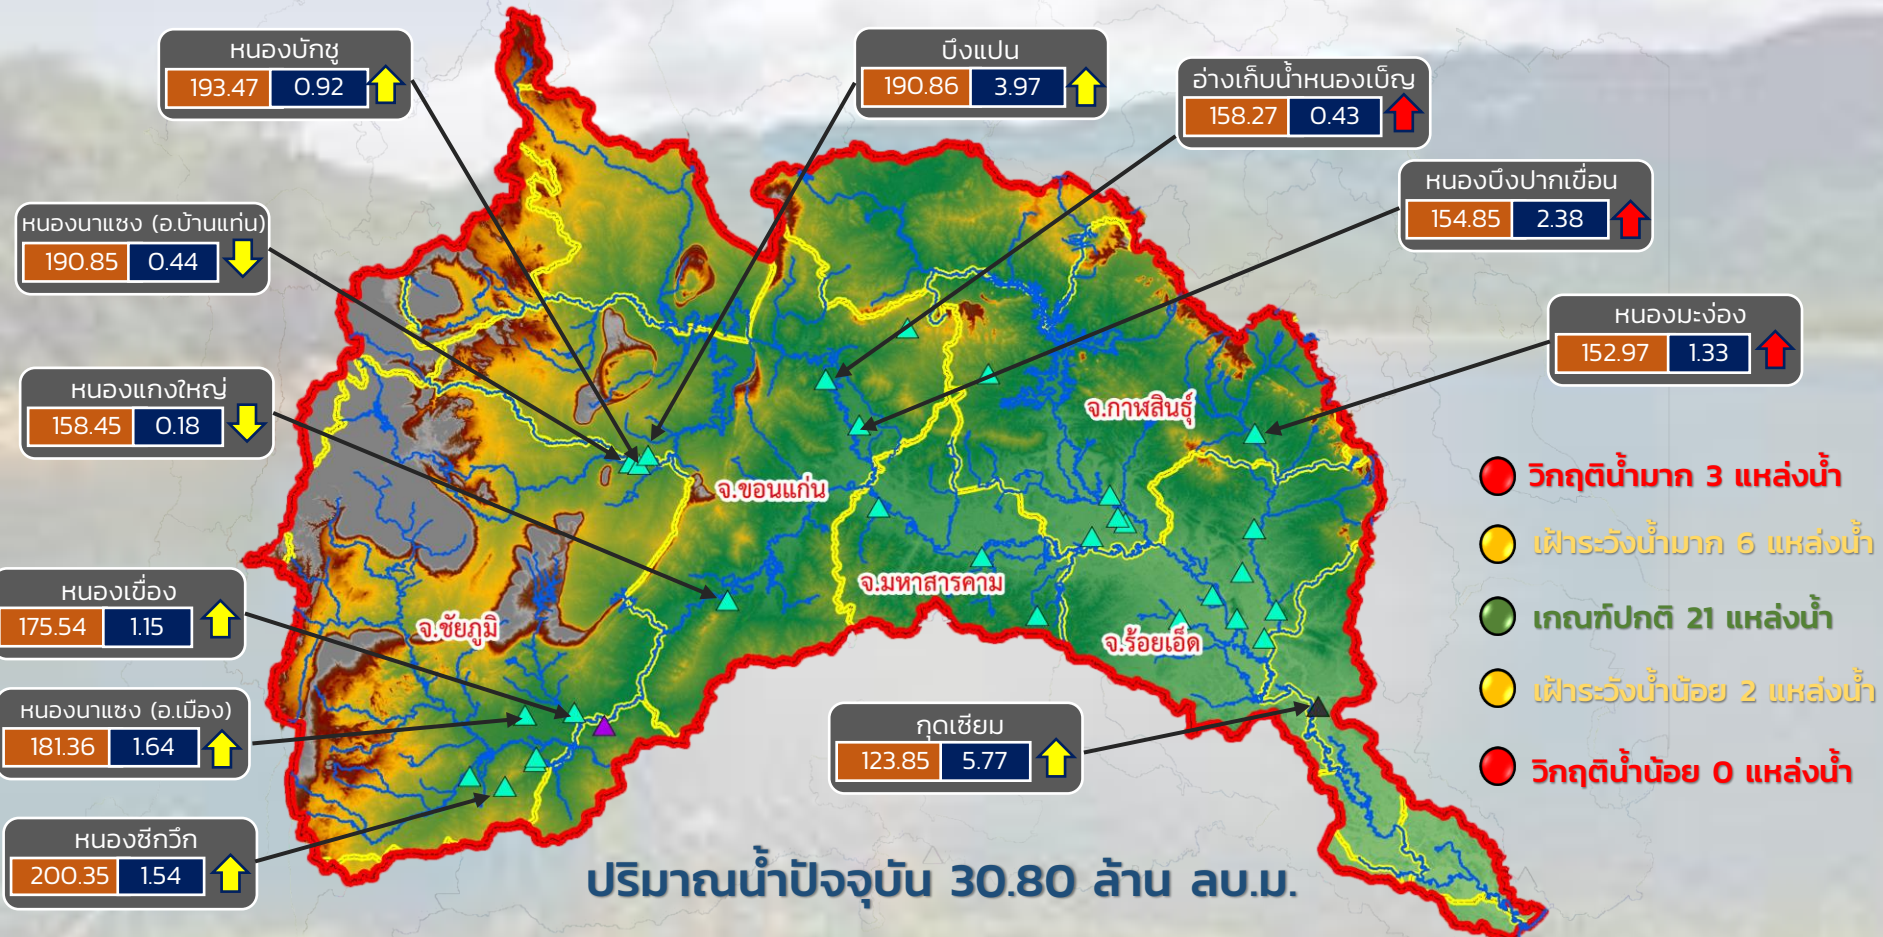 หนองบักชู
193.47 0.92
บึงแปน
190.86 3.97
อ่างเก็บน้ำหนองเบ็ญ
158.27 0.43
หนองบึงปากเขื่อน
154.85 2.38
หนองนาแซง (อ.บ้านแท่น)
190.85 0.44
หนองมะง่อง
152.97 1.33
หนองแกงใหญ่
158.45 0.18
จ.กาฬสินธุ์
จ.ขอนแก่น
วิกฤติน้ำมาก 3 แหล่งน้ำ
เฝ้าระวังน้ำมาก 6 แหล่งน้ำ
จ.มหาสารคาม
หนองเขื่อง
175.54 1.15
เกณฑ์ปกติ 21 แหล่งน้ำ
จ.ชัยภูมิ
จ.ร้อยเอ็ด
เฝ้าระวังน้ำน้อย 2 แหล่งน้ำ
หนองนาแซง (อ.เมือง)
181.36 1.64
กุดเซียม
123.85 5.77
วิกฤติน้ำน้อย 0 แหล่งน้ำ
หนองซีกวึก
200.35 1.54
ปริมาณน้ำปัจจุบัน 30.80 ล้าน ลบ.ม.